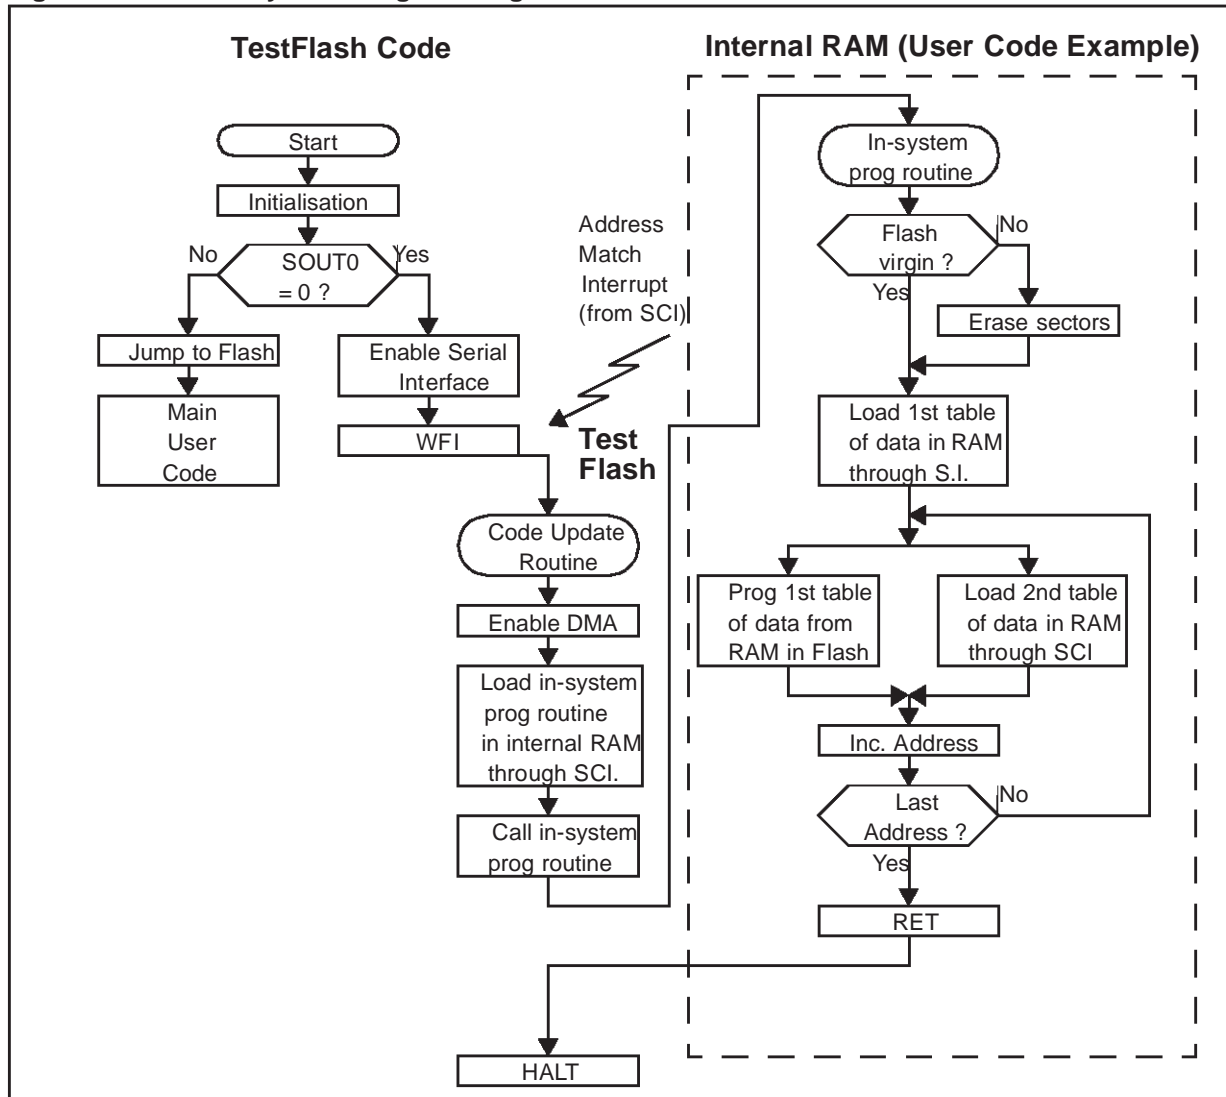 TestFlash Code
Internal RAM (User Code Example)
Start
Initialisation
No
SOUT0
= 0 ?
Yes
Jump to Flash
Main
User
Code
Enable Serial
Interface
WFI
Address
Match
Interrupt
(from SCI)
Test
Flash
Code Update
Routine
Enable DMA
Load in-system
prog routine
in internal RAM
through SCI.
Call in-system
prog routine
HALT
In-system
prog routine
Flash
virgin ?
No
Yes
Erase sectors
Load 1st table
of data in RAM
through S.I.
Prog 1st table
of data from
RAM in Flash
Load 2nd table
of data in RAM
through SCI
Inc. Address
Last
Address ?
No
Yes
RET